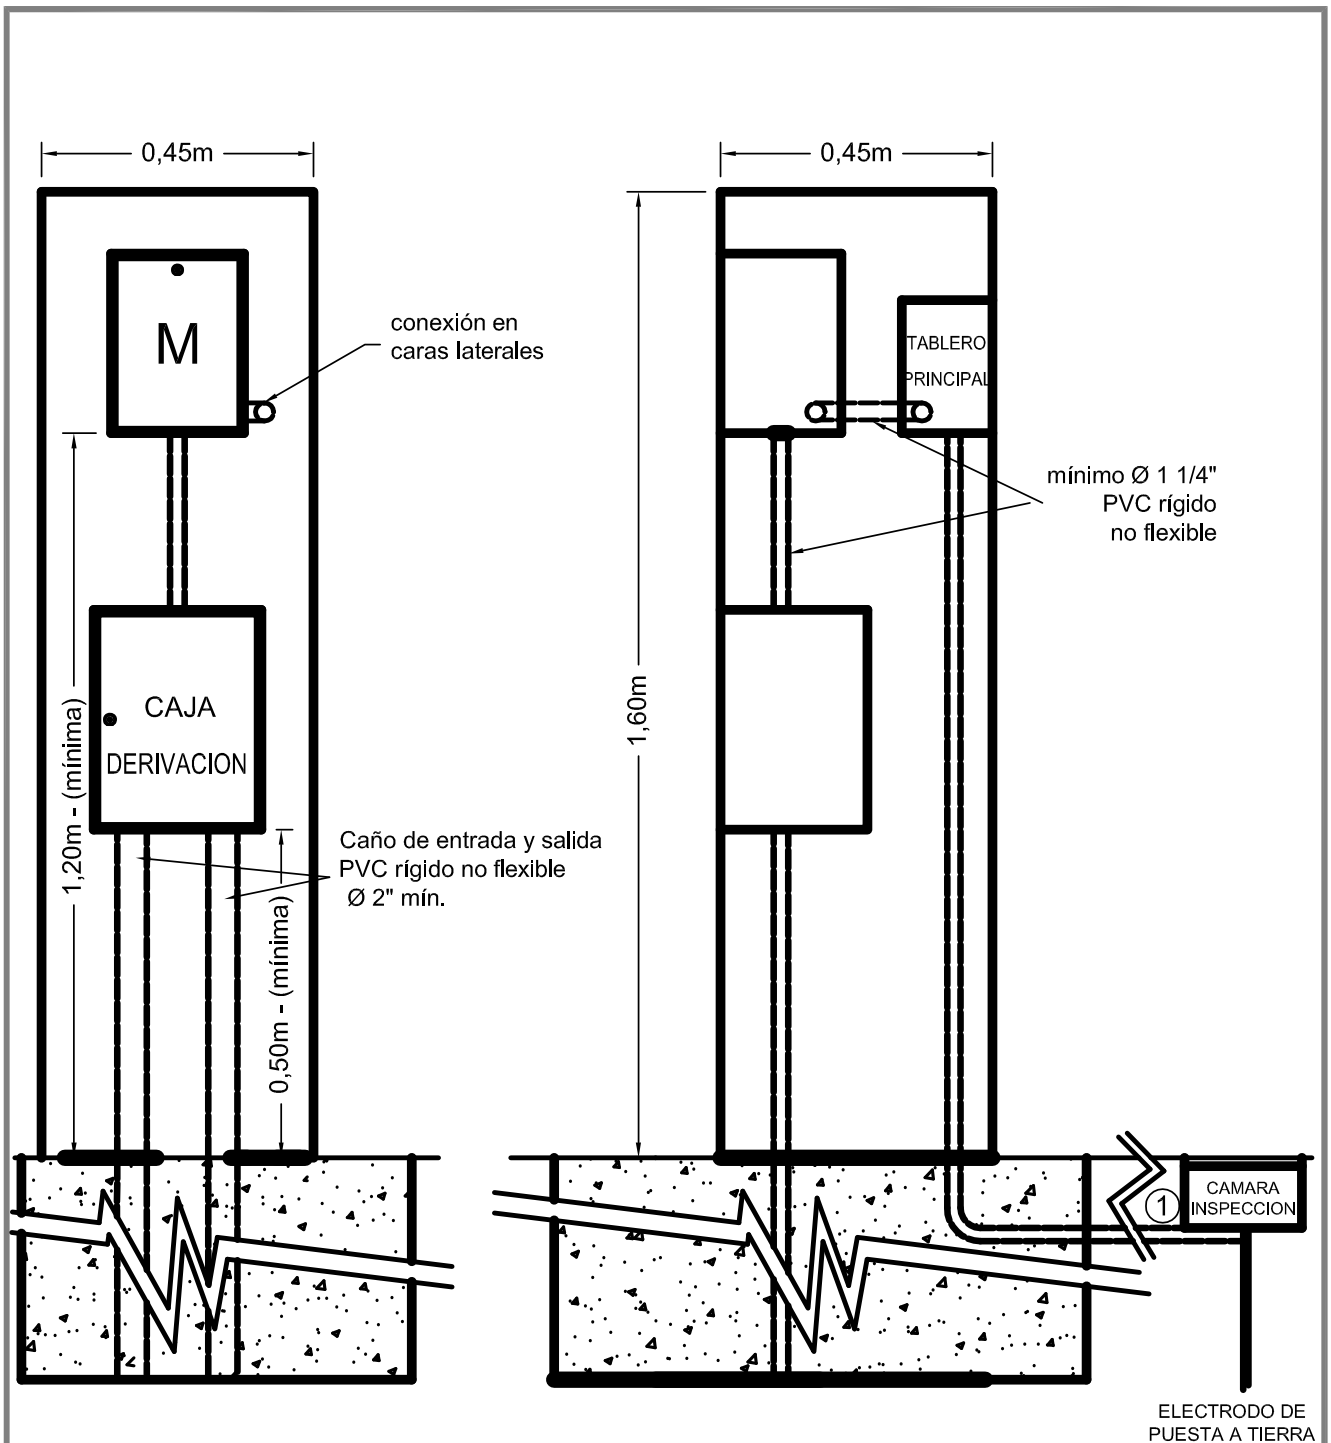 0,45m
M
conexión en
caras laterales
1,20m - (mínima)
CAJA
DERIVACION
Caño de entrada y salida
PVC rígido no flexible
Ø 2" mín.
0,50m - (mínima)
0,45m
1,60m
TABLERO
PRINCIPAL
mínimo Ø 1 1/4"
PVC rígido
no flexible
1
CAMARA
INSPECCION
ELECTRODO DE
PUESTA A TIERRA